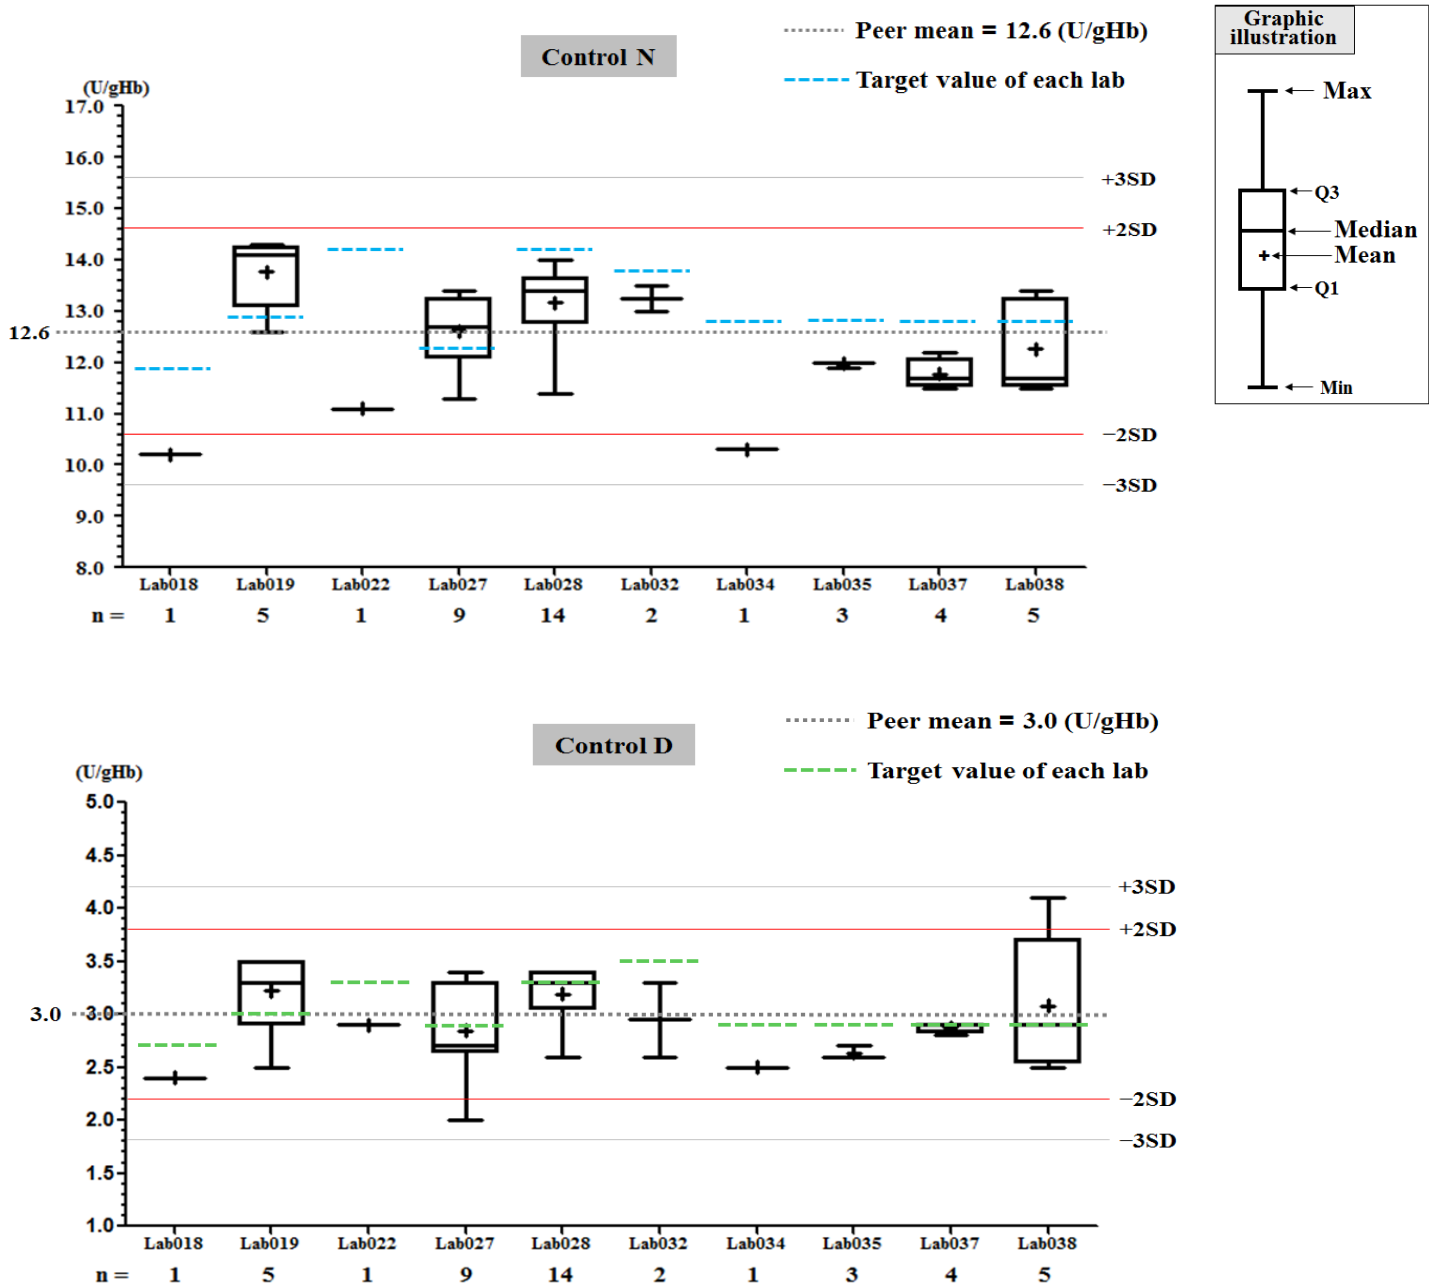 Control N
Peer mean = 12.6 (U/gHb)
Target value of each lab
Graphic
illustration
Max
Q3
Median
Mean
Q1
Min
(U/gHb)
17.0
16.0
15.0
14.0
13.0
12.6
12.0
11.0
10.0
9.0
8.0
+3SD
+2SD
−2SD
−3SD
Lab018 Lab019 Lab022 Lab027 Lab028 Lab032 Lab034 Lab035 Lab037 Lab038
n = 1 5 1 9 14 2 1 3 4 5
Control D
Peer mean = 3.0 (U/gHb)
Target value of each lab
(U/gHb)
5.0
4.5
4.0
3.5
3.0
3.0
2.5
2.0
1.5
1.0
+3SD
+2SD
−2SD
−3SD
Lab018 Lab019 Lab022 Lab027 Lab028 Lab032 Lab034 Lab035 Lab037 Lab038
n = 1 5 1 9 14 2 1 3 4 5